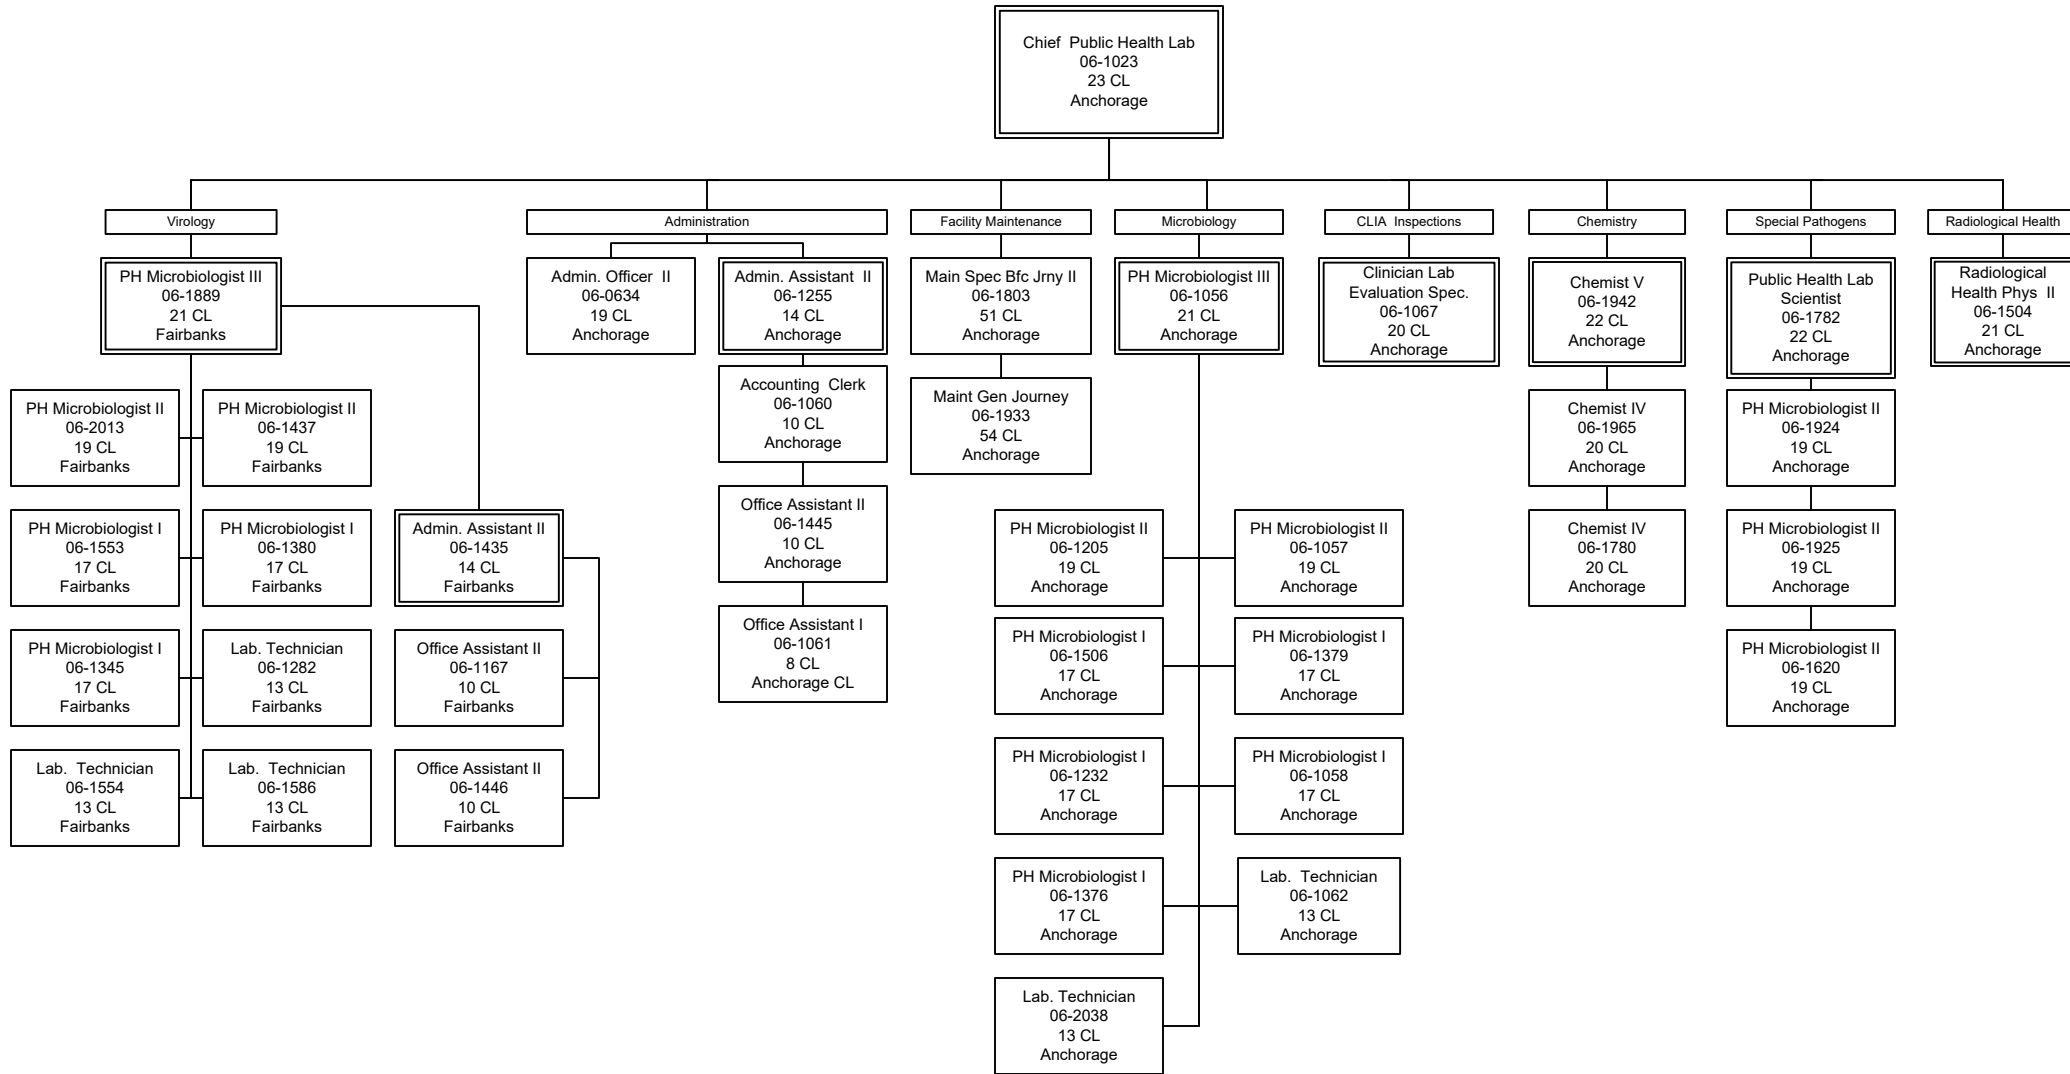 Chief Public Health Lab
06-1023
23 CL
Anchorage
Virology
Administration
Facility Maintenance
Microbiology
CLIA Inspections
Chemistry
Special Pathogens
Radiological Health
PH Microbiologist III
06-1889
21 CL
Fairbanks
PH Microbiologist II
06-2013
19 CL
Fairbanks
PH Microbiologist II
06-1437
19 CL
Fairbanks
PH Microbiologist I
06-1553
17 CL
Fairbanks
PH Microbiologist I
06-1380
17 CL
Fairbanks
PH Microbiologist I
06-1345
17 CL
Fairbanks
Lab. Technician
06-1282
13 CL
Fairbanks
Lab. Technician
06-1554
13 CL
Fairbanks
Lab. Technician
06-1586
13 CL
Fairbanks
Admin. Assistant II
06-1435
14 CL
Fairbanks
Office Assistant II
06-1167
10 CL
Fairbanks
Office Assistant II
06-1446
10 CL
Fairbanks
Admin. Officer II
06-0634
19 CL
Anchorage
Admin. Assistant II
06-1255
14 CL
Anchorage
Accounting Clerk
06-1060
10 CL
Anchorage
Office Assistant II
06-1445
10 CL
Anchorage
Office Assistant I
06-1061
8 CL
Anchorage CL
Main Spec Bfc Jrny II
06-1803
51 CL
Anchorage
Maint Gen Journey
06-1933
54 CL
Anchorage
PH Microbiologist III
06-1056
21 CL
Anchorage
PH Microbiologist II
06-1205
19 CL
Anchorage
PH Microbiologist II
06-1057
19 CL
Anchorage
PH Microbiologist I
06-1506
17 CL
Anchorage
PH Microbiologist I
06-1379
17 CL
Anchorage
PH Microbiologist I
06-1232
17 CL
Anchorage
PH Microbiologist I
06-1058
17 CL
Anchorage
PH Microbiologist I
06-1376
17 CL
Anchorage
Lab. Technician
06-1062
13 CL
Anchorage
Lab. Technician
06-2038
13 CL
Anchorage
Clinician Lab
Evaluation Spec.
06-1067
20 CL
Anchorage
Chemist V
06-1942
22 CL
Anchorage
Chemist IV
06-1965
20 CL
Anchorage
Chemist IV
06-1780
20 CL
Anchorage
Public Health Lab
Scientist
06-1782
22 CL
Anchorage
PH Microbiologist II
06-1924
19 CL
Anchorage
PH Microbiologist II
06-1925
19 CL
Anchorage
PH Microbiologist II
06-1620
19 CL
Anchorage
Radiological
Health Phys II
06-1504
21 CL
Anchorage